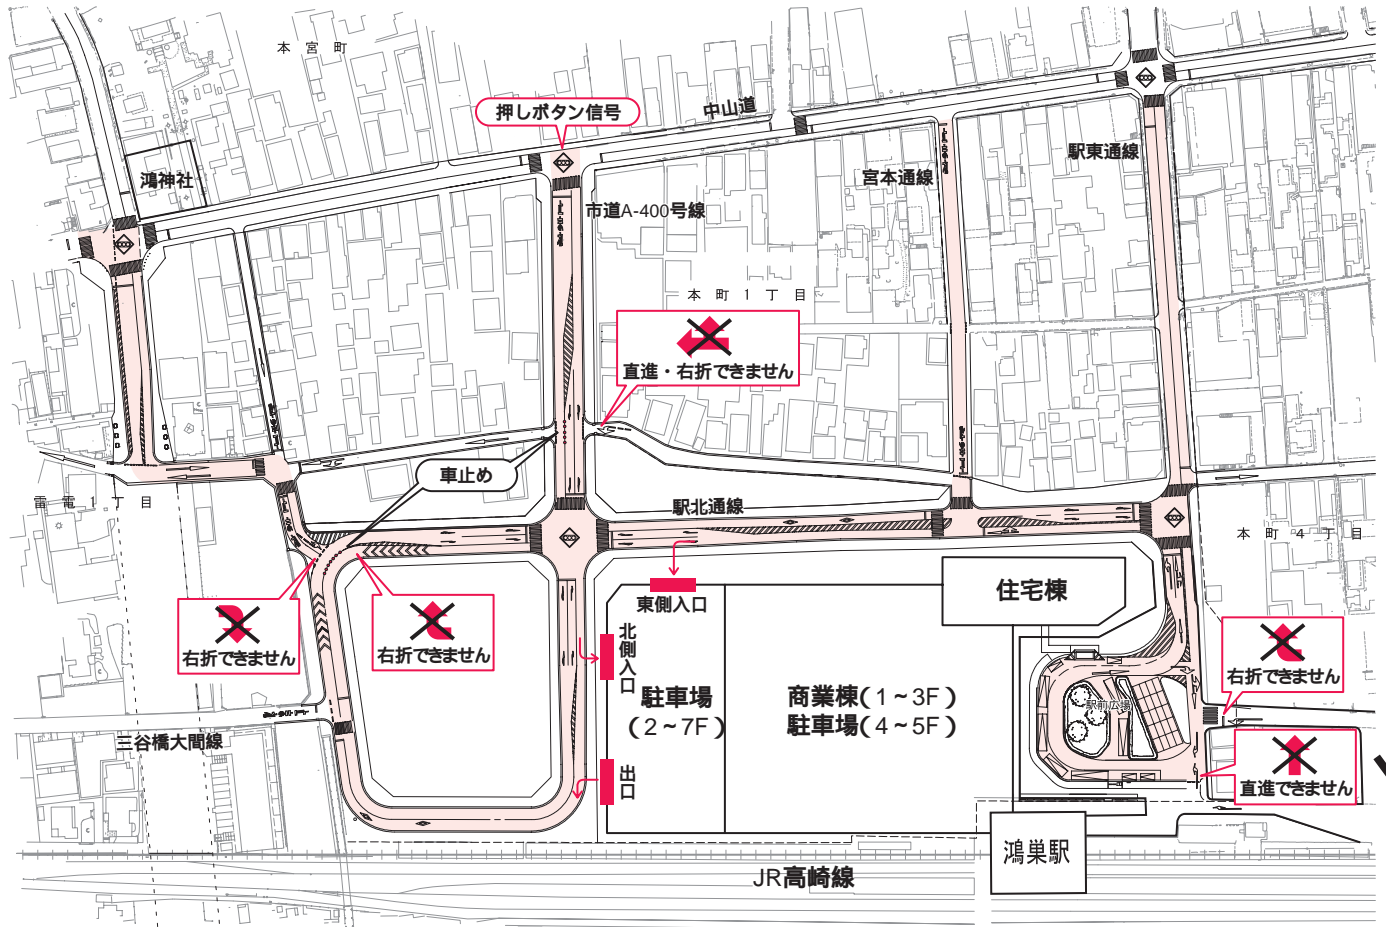 本宮町
押しボタン信号
中山道
駅東通線
鴻神社
宮本通線
市道A-400号線
本町1丁目
直進・右折できません
車止め
雷電1丁目
駅北通線
本町4丁目
住宅棟
東側入口
右折できません
右折できません
北側入口
右折できません
駐車場
(2~7F)
商業棟(1~3F)
駐車場(4~5F)
駅前広場
三谷橋大間線
出口
直進できません
鴻巣駅
JR高崎線